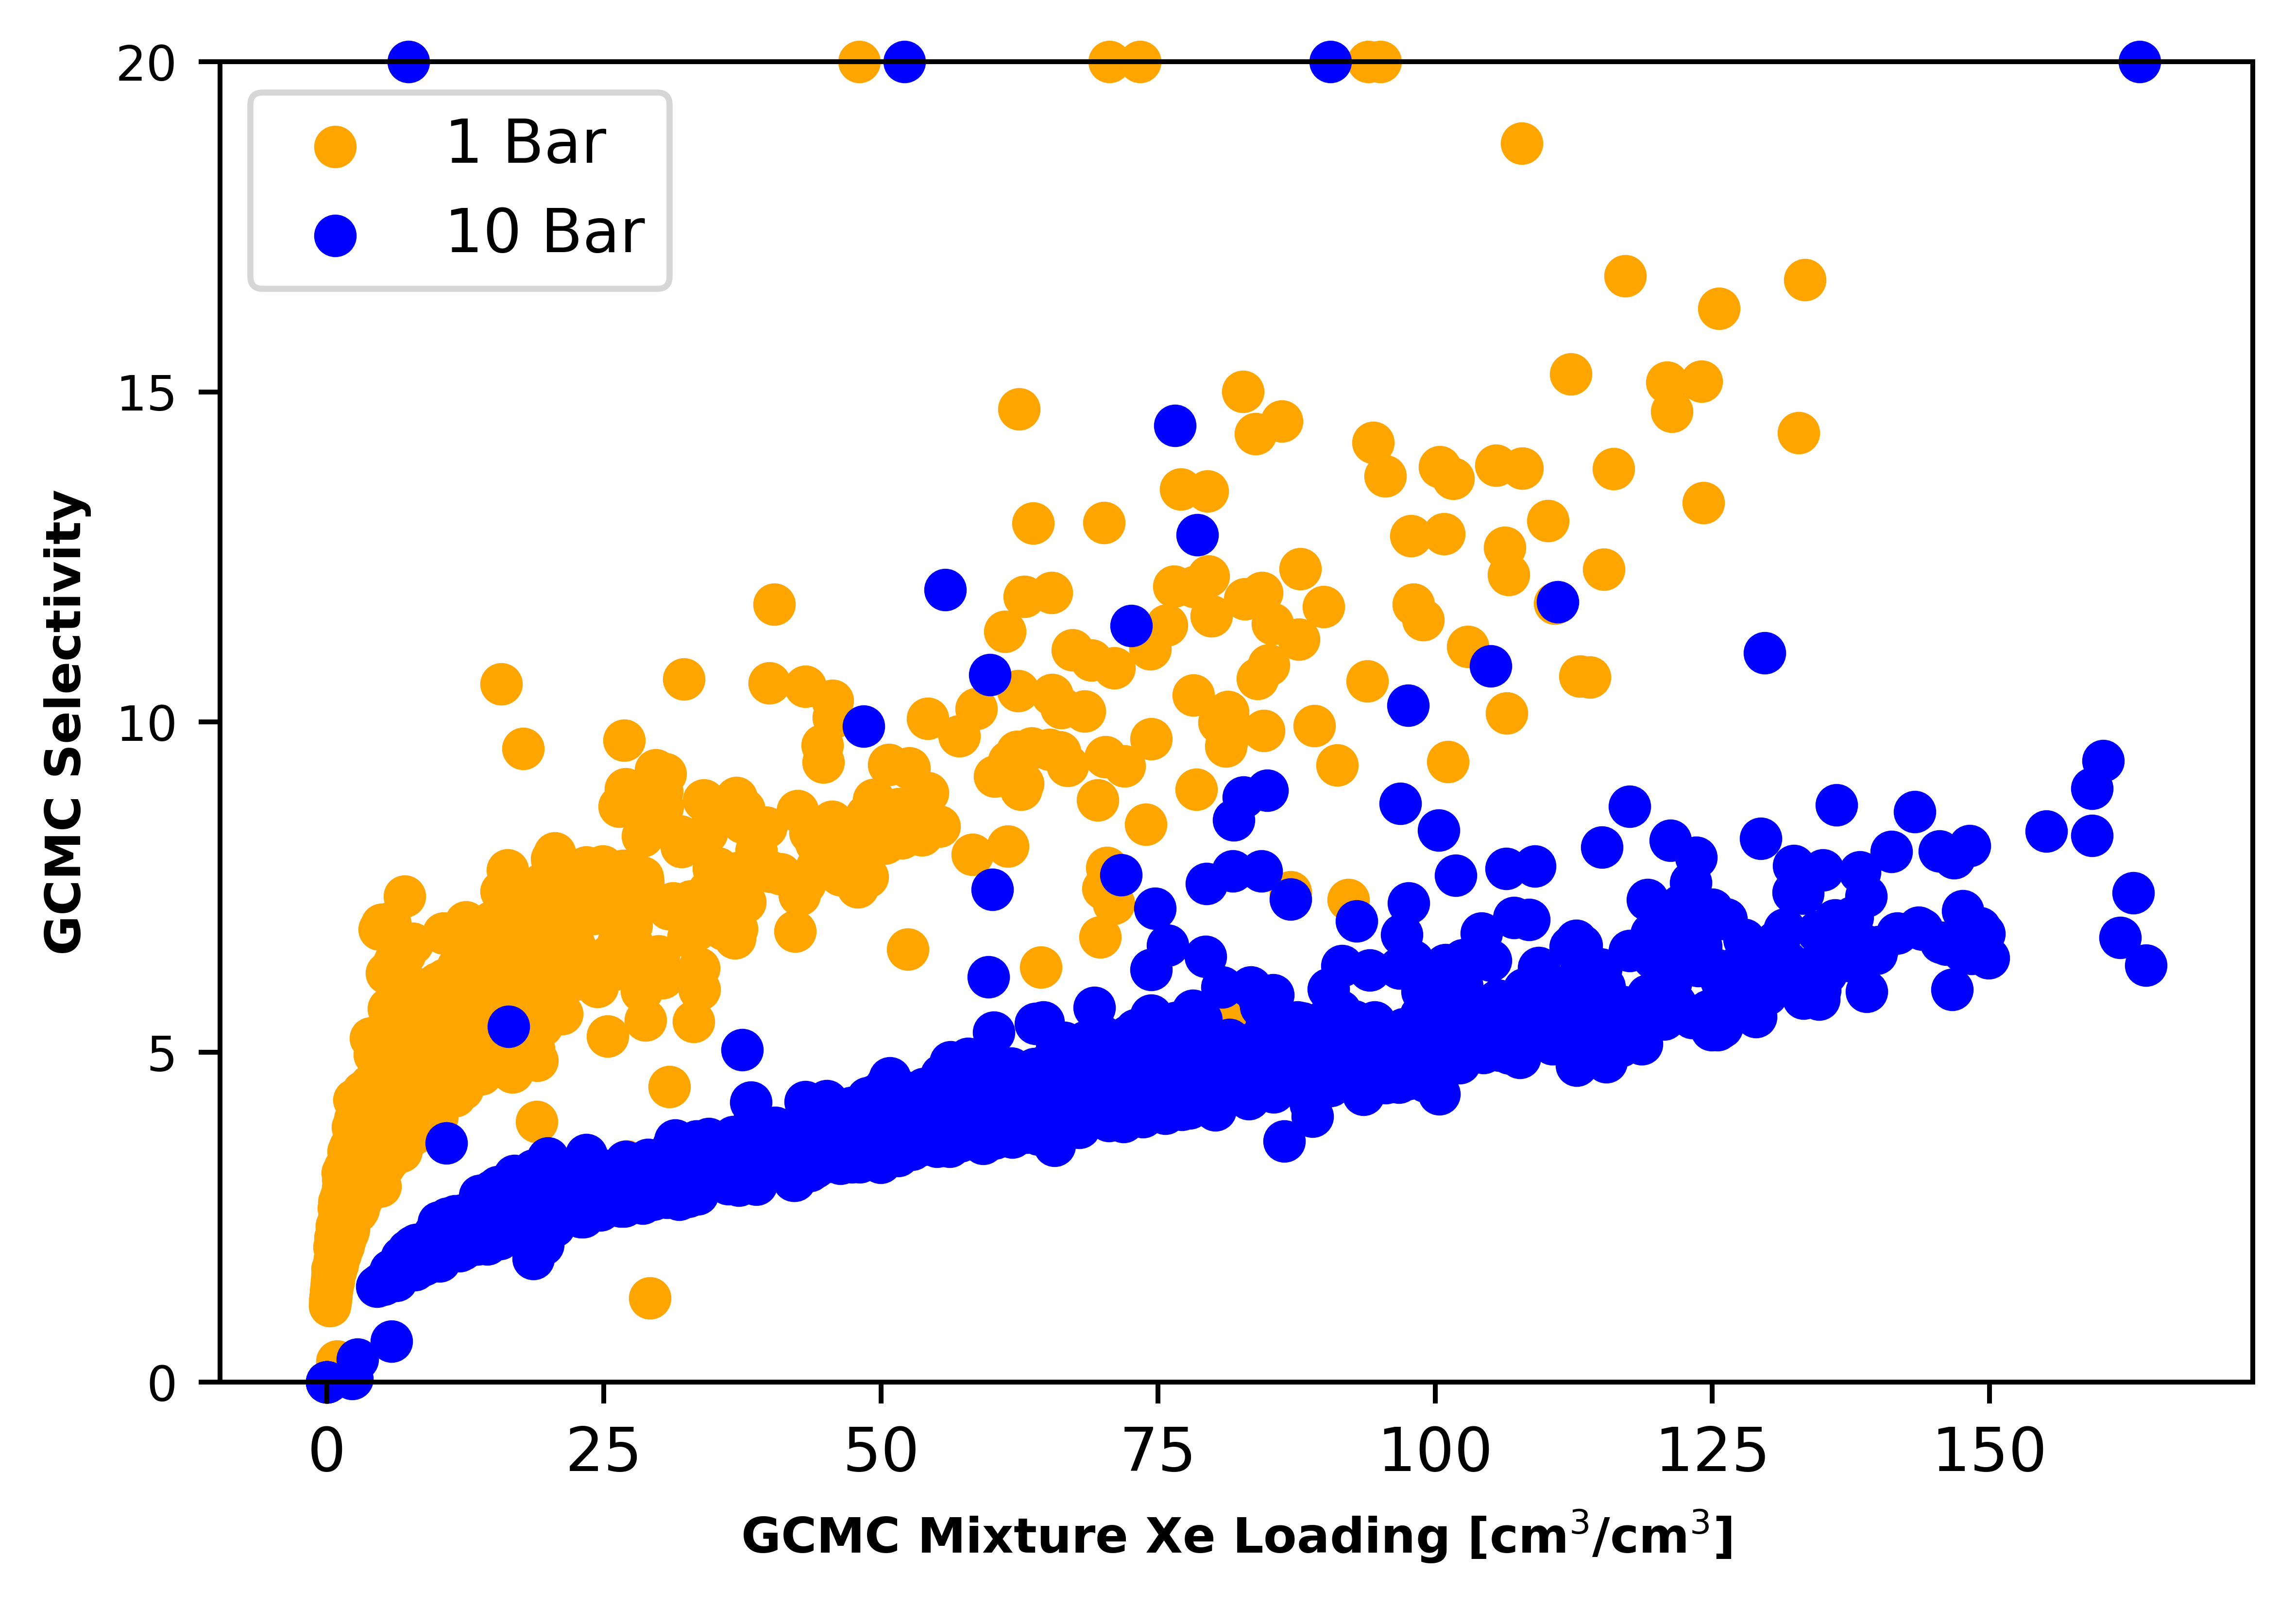 20
15
10
5
0
1 Bar
10 Bar
GCMC Selectivity
0 25 50 75 100 125 150
GCMC Mixture Xe Loading [cm³/cm³]